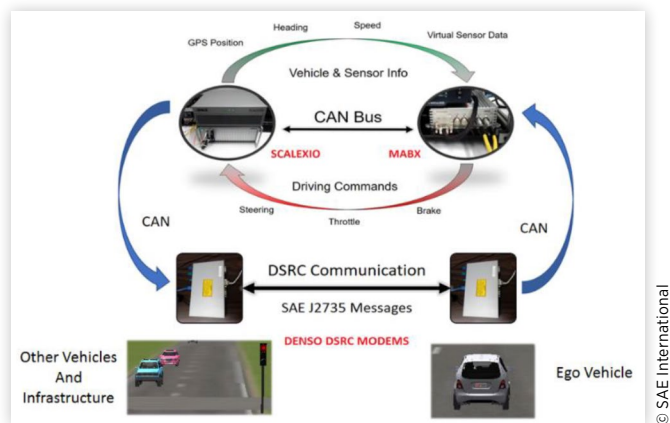 Heading
Speed
GPS Position
Virtual Sensor Data
Vehicle & Sensor Info
CAN Bus
SCALEXIO
MABX
Driving Commands
Steering
Throttle
Brake
CAN
CAN
DSRC Communication
SAE J2735 Messages
DENSO DSRC MODEMS
Other Vehicles
And
Infrastructure
Ego Vehicle
© SAE International